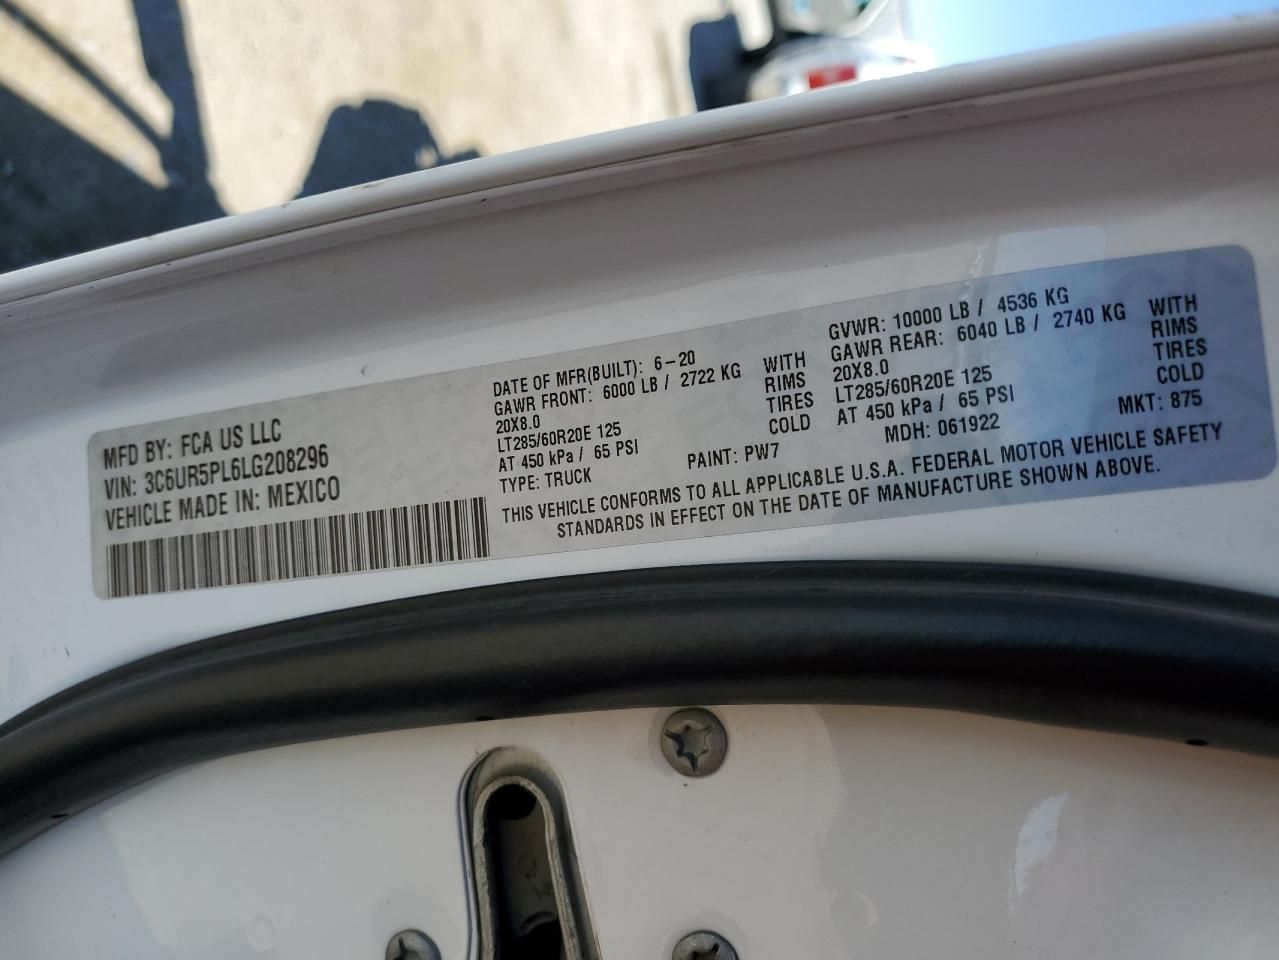 MFD BY: FCA US LLC
VIN: 3C6UR5PL6LG208296
VEHICLE MADE IN: MEXICO
DATE OF MFR(BUILT): 6-20
GAWR FRONT: 6000 LB / 2722 KG WITH
20X8.0 RIMS
LT285/60R20E 125 TIRES
AT 450 kPa / 65 PSI COLD
TYPE: TRUCK
PAINT: PW7
GVWR: 10000 LB / 4536 KG
GAWR REAR: 6040 LB / 2740 KG WITH
20X8.0 RIMS
LT285/60R20E 125 TIRES
AT 450 kPa / 65 PSI COLD
MDH: 061922
MKT: 875
THIS VEHICLE CONFORMS TO ALL APPLICABLE U.S.A. FEDERAL MOTOR VEHICLE SAFETY
STANDARDS IN EFFECT ON THE DATE OF MANUFACTURE SHOWN ABOVE.